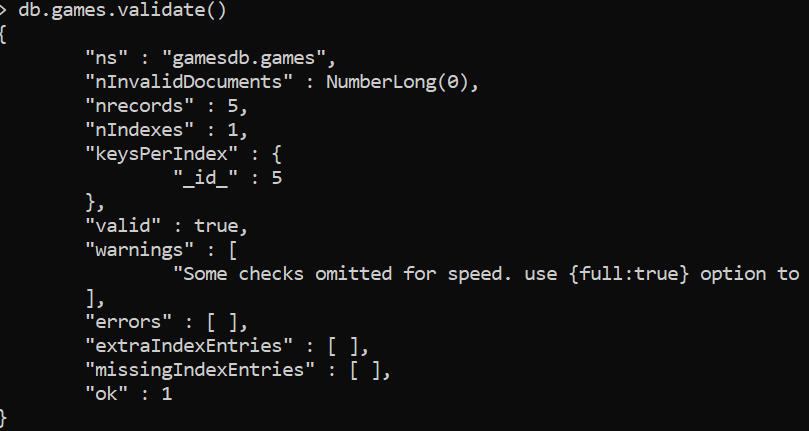 > db.games.validate()
{
        "ns" : "gamesdb.games",
        "nInvalidDocuments" : NumberLong(0),
        "nrecords" : 5,
        "nIndexes" : 1,
        "keysPerIndex" : {
                "_id_" : 5
        },
        "valid" : true,
        "warnings" : [
                "Some checks omitted for speed. use {full:true} option to
        ],
        "errors" : [ ],
        "extraIndexEntries" : [ ],
        "missingIndexEntries" : [ ],
        "ok" : 1
}